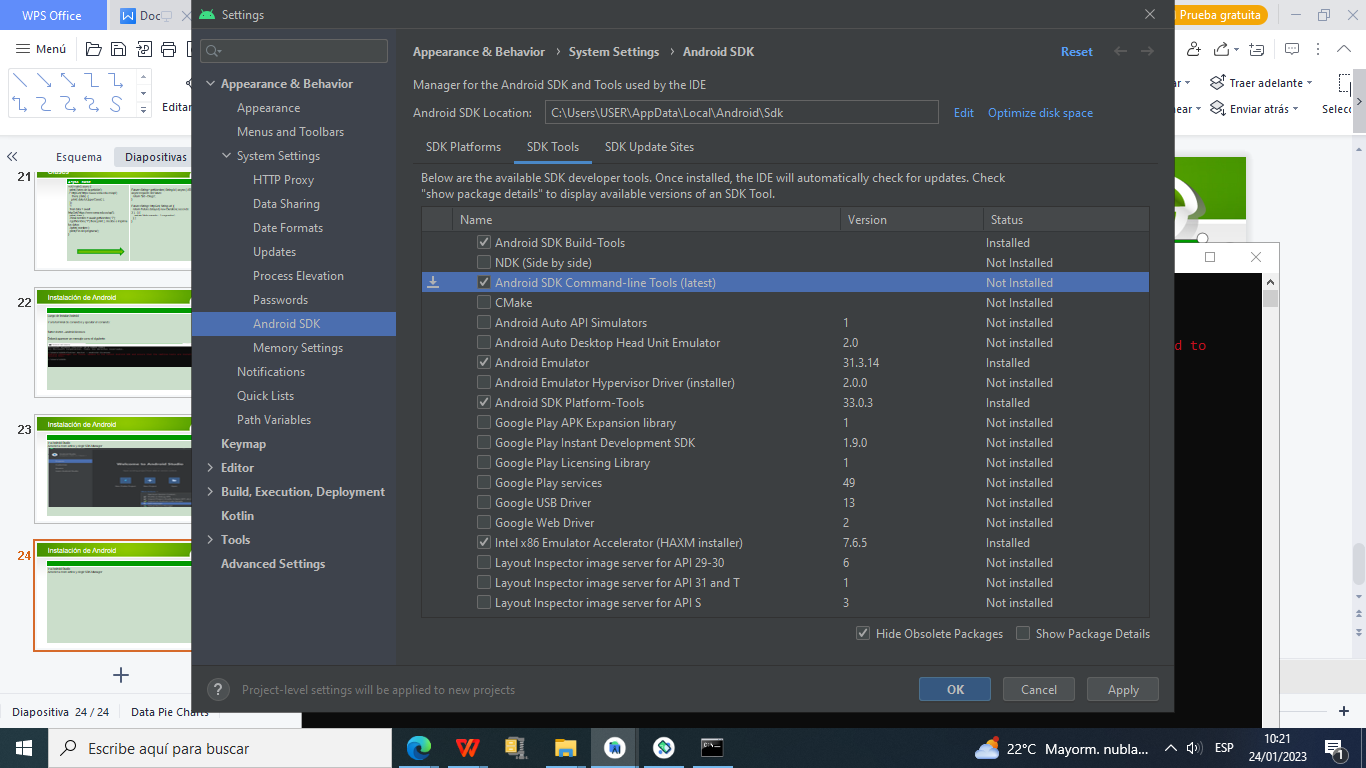 WPS Office
Doc
Settings
Prueba gratuita
Menú
Editar
Traer adelante
Enviar atrás
Esquema
Diapositivas
21
22
Instalación de Android
23
Instalación de Android
24
Instalación de Android
Diapositiva 24 / 24
Data Pie Charts
Appearance & Behavior
Appearance
Menus and Toolbars
System Settings
HTTP Proxy
Data Sharing
Date Formats
Updates
Process Elevation
Passwords
Android SDK
Memory Settings
Notifications
Quick Lists
Path Variables
Keymap
Editor
Build, Execution, Deployment
Kotlin
Tools
Advanced Settings
Appearance & Behavior › System Settings › Android SDK
Reset
Manager for the Android SDK and Tools used by the IDE
Android SDK Location: C:\Users\USER\AppData\Local\Android\Sdk Edit Optimize disk space
SDK Platforms SDK Tools SDK Update Sites
Below are the available SDK developer tools. Once installed, the IDE will automatically check for updates. Check
"show package details" to display available versions of an SDK Tool.
Name Version Status
Android SDK Build-Tools Installed
NDK (Side by side) Not Installed
Android SDK Command-line Tools (latest) Not Installed
CMake Not Installed
Android Auto API Simulators 1 Not installed
Android Auto Desktop Head Unit Emulator 2.0 Not installed
Android Emulator 31.3.14 Installed
Android Emulator Hypervisor Driver (installer) 2.0.0 Not installed
Android SDK Platform-Tools 33.0.3 Installed
Google Play APK Expansion library 1 Not installed
Google Play Instant Development SDK 1.9.0 Not installed
Google Play Licensing Library 1 Not installed
Google Play services 49 Not installed
Google USB Driver 13 Not installed
Google Web Driver 2 Not installed
Intel x86 Emulator Accelerator (HAXM installer) 7.6.5 Installed
Layout Inspector image server for API 29-30 6 Not installed
Layout Inspector image server for API 31 and T 1 Not installed
Layout Inspector image server for API S 3 Not installed
Hide Obsolete Packages Show Package Details
? Project-level settings will be applied to new projects
OK Cancel Apply
d to
Escribe aquí para buscar
22°C Mayorm. nubla...
ESP
10:21
24/01/2023
1